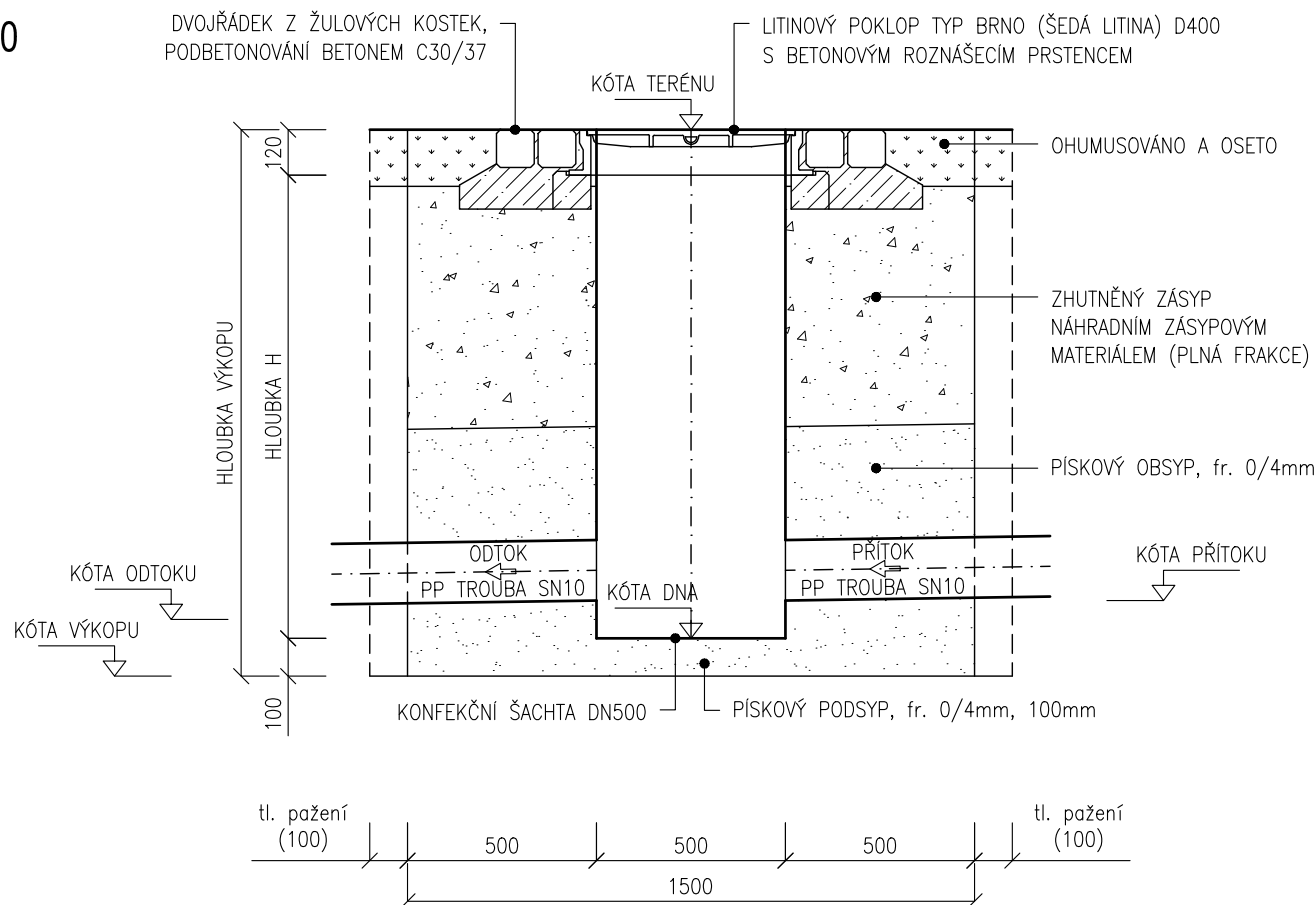 0
DVOJŘÁDEK Z ŽULOVÝCH KOSTEK,
PODBETONOVÁNÍ BETONEM C30/37
LITINOVÝ POKLOP TYP BRNO (ŠEDÁ LITINA) D400
S BETONOVÝM ROZNÁŠECÍM PRSTENCEM
KÓTA TERÉNU
120
OHUMUSOVÁNO A OSETO
HLOUBKA VÝKOPU
HLOUBKA H
ZHUTNĚNÝ ZÁSYP
NÁHRADNÍM ZÁSYPOVÝM
MATERIÁLEM (PLNÁ FRAKCE)
PÍSKOVÝ OBSYP, fr. 0/4mm
ODTOK
PP TROUBA SN10
PŘÍTOK
PP TROUBA SN10
KÓTA DNA
KÓTA PŘÍTOKU
KÓTA ODTOKU
KÓTA VÝKOPU
100
KONFEKČNÍ ŠACHTA DN500
PÍSKOVÝ PODSYP, fr. 0/4mm, 100mm
tl. pažení
(100)
500
500
500
tl. pažení
(100)
1500